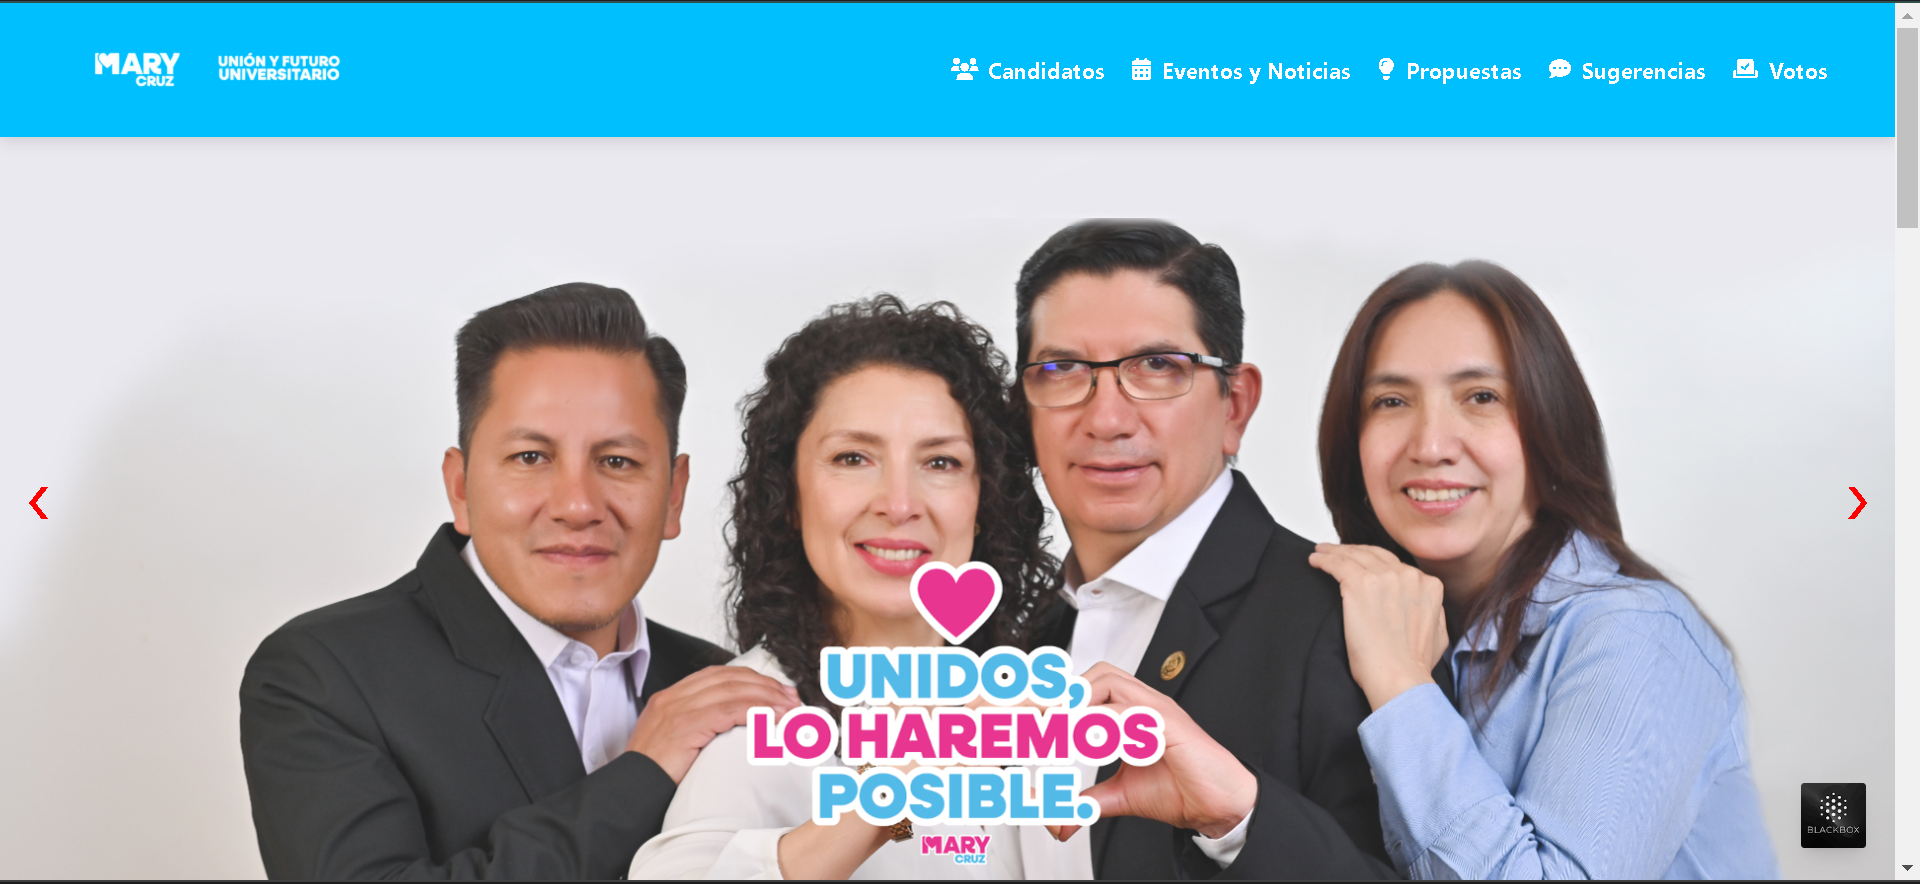 MARY
CRUZ
UNIÓN Y FUTURO
UNIVERSITARIO
Candidatos
Eventos y Noticias
Propuestas
Sugerencias
Votos
UNIDOS,
LO HAREMOS
POSIBLE.
MARY
CRUZ
BLACKBOX